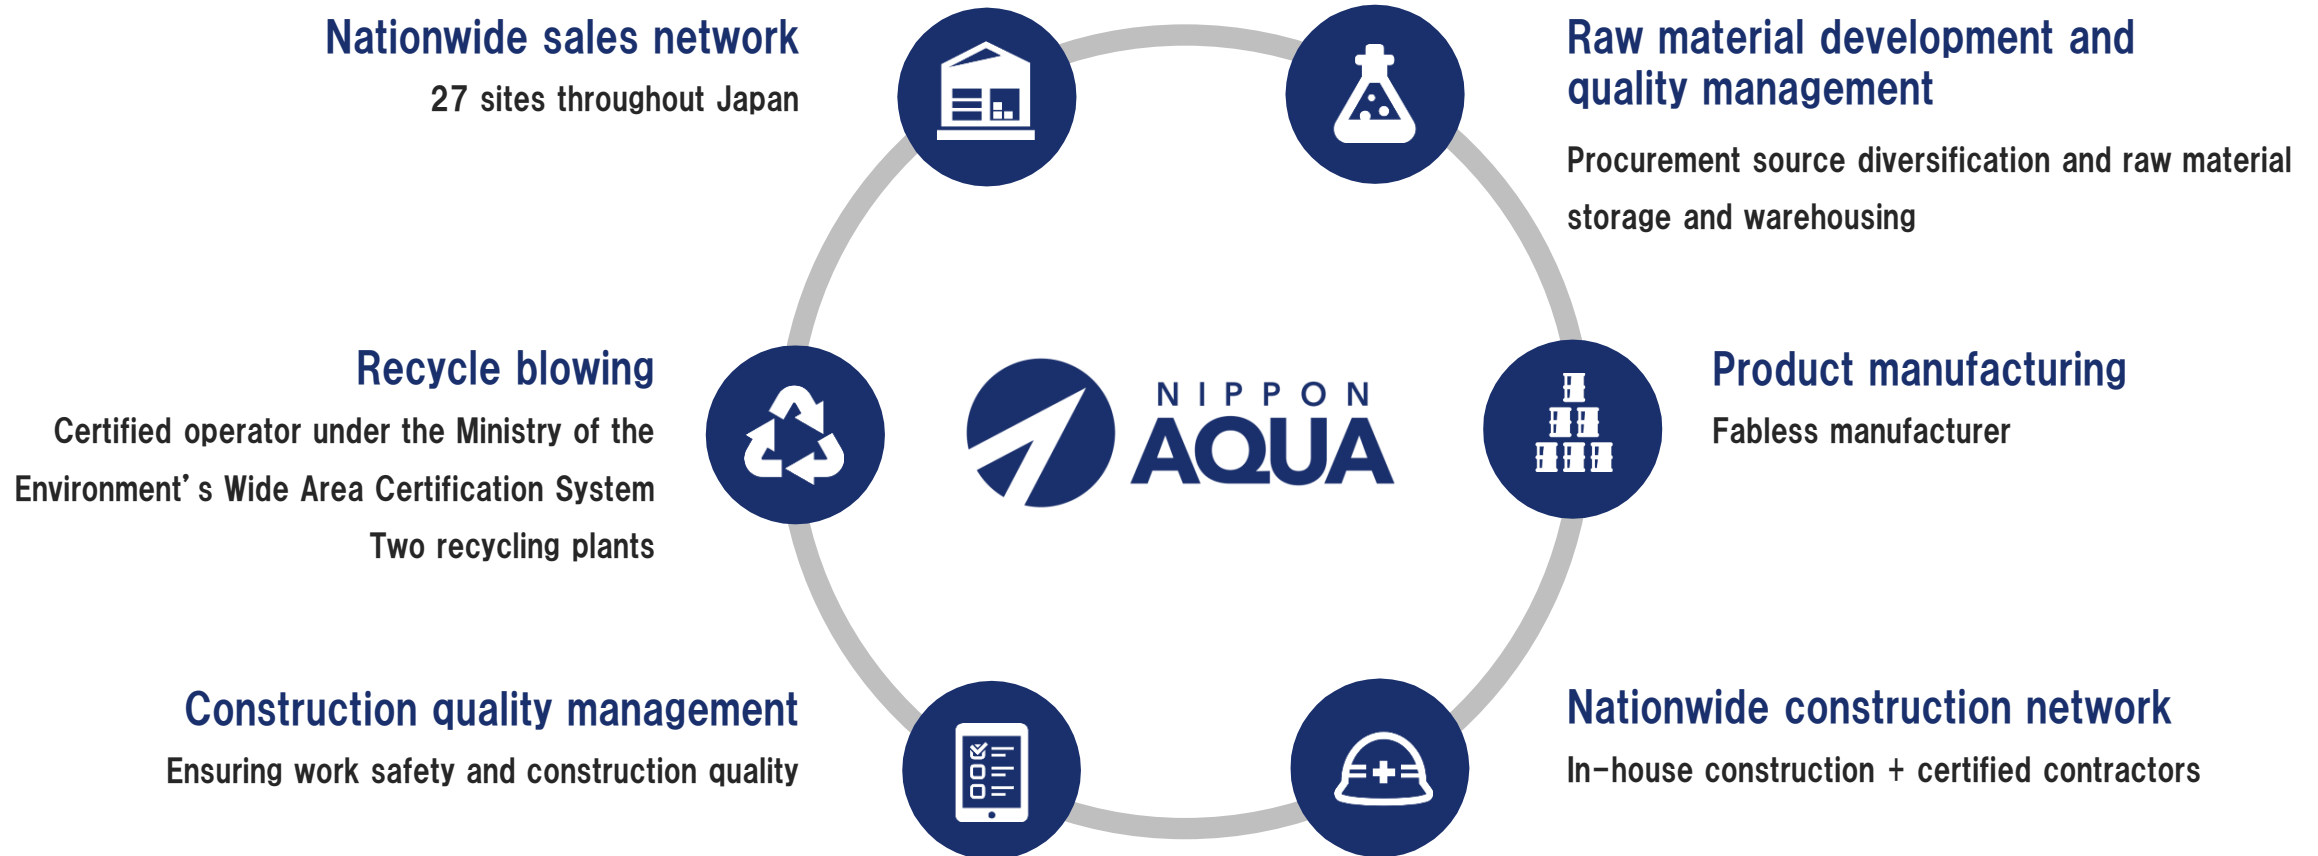 Nationwide sales network
27 sites throughout Japan
Raw material development and
quality management
Procurement source diversification and raw material
storage and warehousing
Recycle blowing
Certified operator under the Ministry of the
Environment’s Wide Area Certification System
Two recycling plants
NIPPON
AQUA
Product manufacturing
Fabless manufacturer
Construction quality management
Ensuring work safety and construction quality
Nationwide construction network
In-house construction + certified contractors